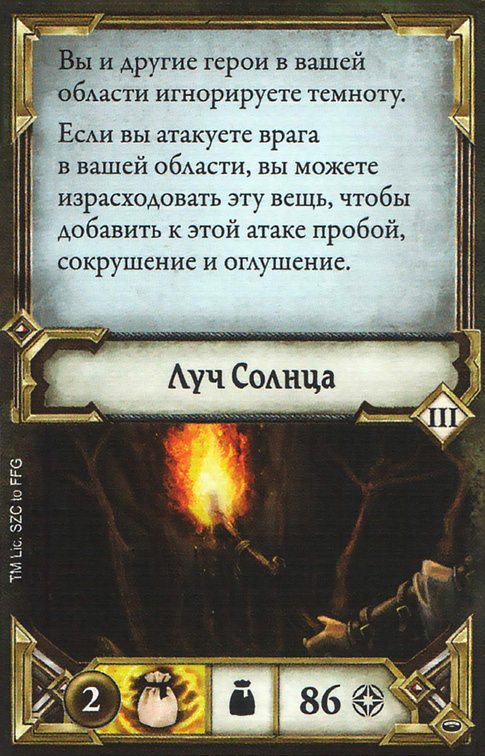 Вы и другие герои в вашей
области игнорируете темноту.
Если вы атакуете врага
в вашей области, вы можете
израсходовать эту вещь, чтобы
добавить к этой атаке пробой,
сокрушение и оглушение.
Луч Солнца
III
TM Lic. SZC to FFG
2
86